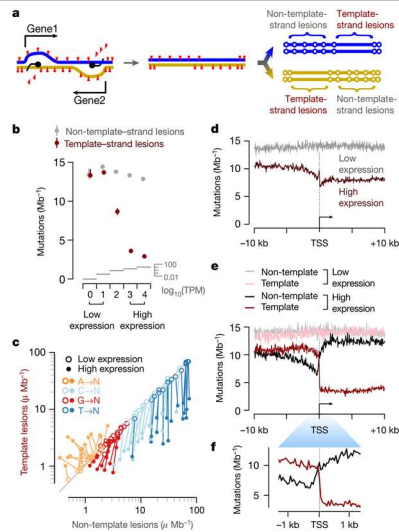 a
Gene1
Gene2
Non-template-
strand lesions
Template-
strand lesions
Template-
strand lesions
Non-template-
strand lesions
b
Non-template–strand lesions
Template–strand lesions
Mutations (Mb⁻¹)
15
10
5
0
100
0.01
0 1 2 3 4
log₁₀(TPM)
Low
expression
High
expression
c
Low expression
High expression
A→N
C→N
G→N
T→N
Template lesions (μ Mb⁻¹)
100
10
1
1 10 100
Non-template lesions (μ Mb⁻¹)
d
Mutations (Mb⁻¹)
15
10
5
0
Low
expression
High
expression
−10 kb TSS +10 kb
e
Non-template
Template
Low
expression
Non-template
Template
High
expression
Mutations (Mb⁻¹)
15
10
5
0
−10 kb TSS +10 kb
f
Mutations (Mb⁻¹)
10
5
0
−1 kb TSS 1 kb